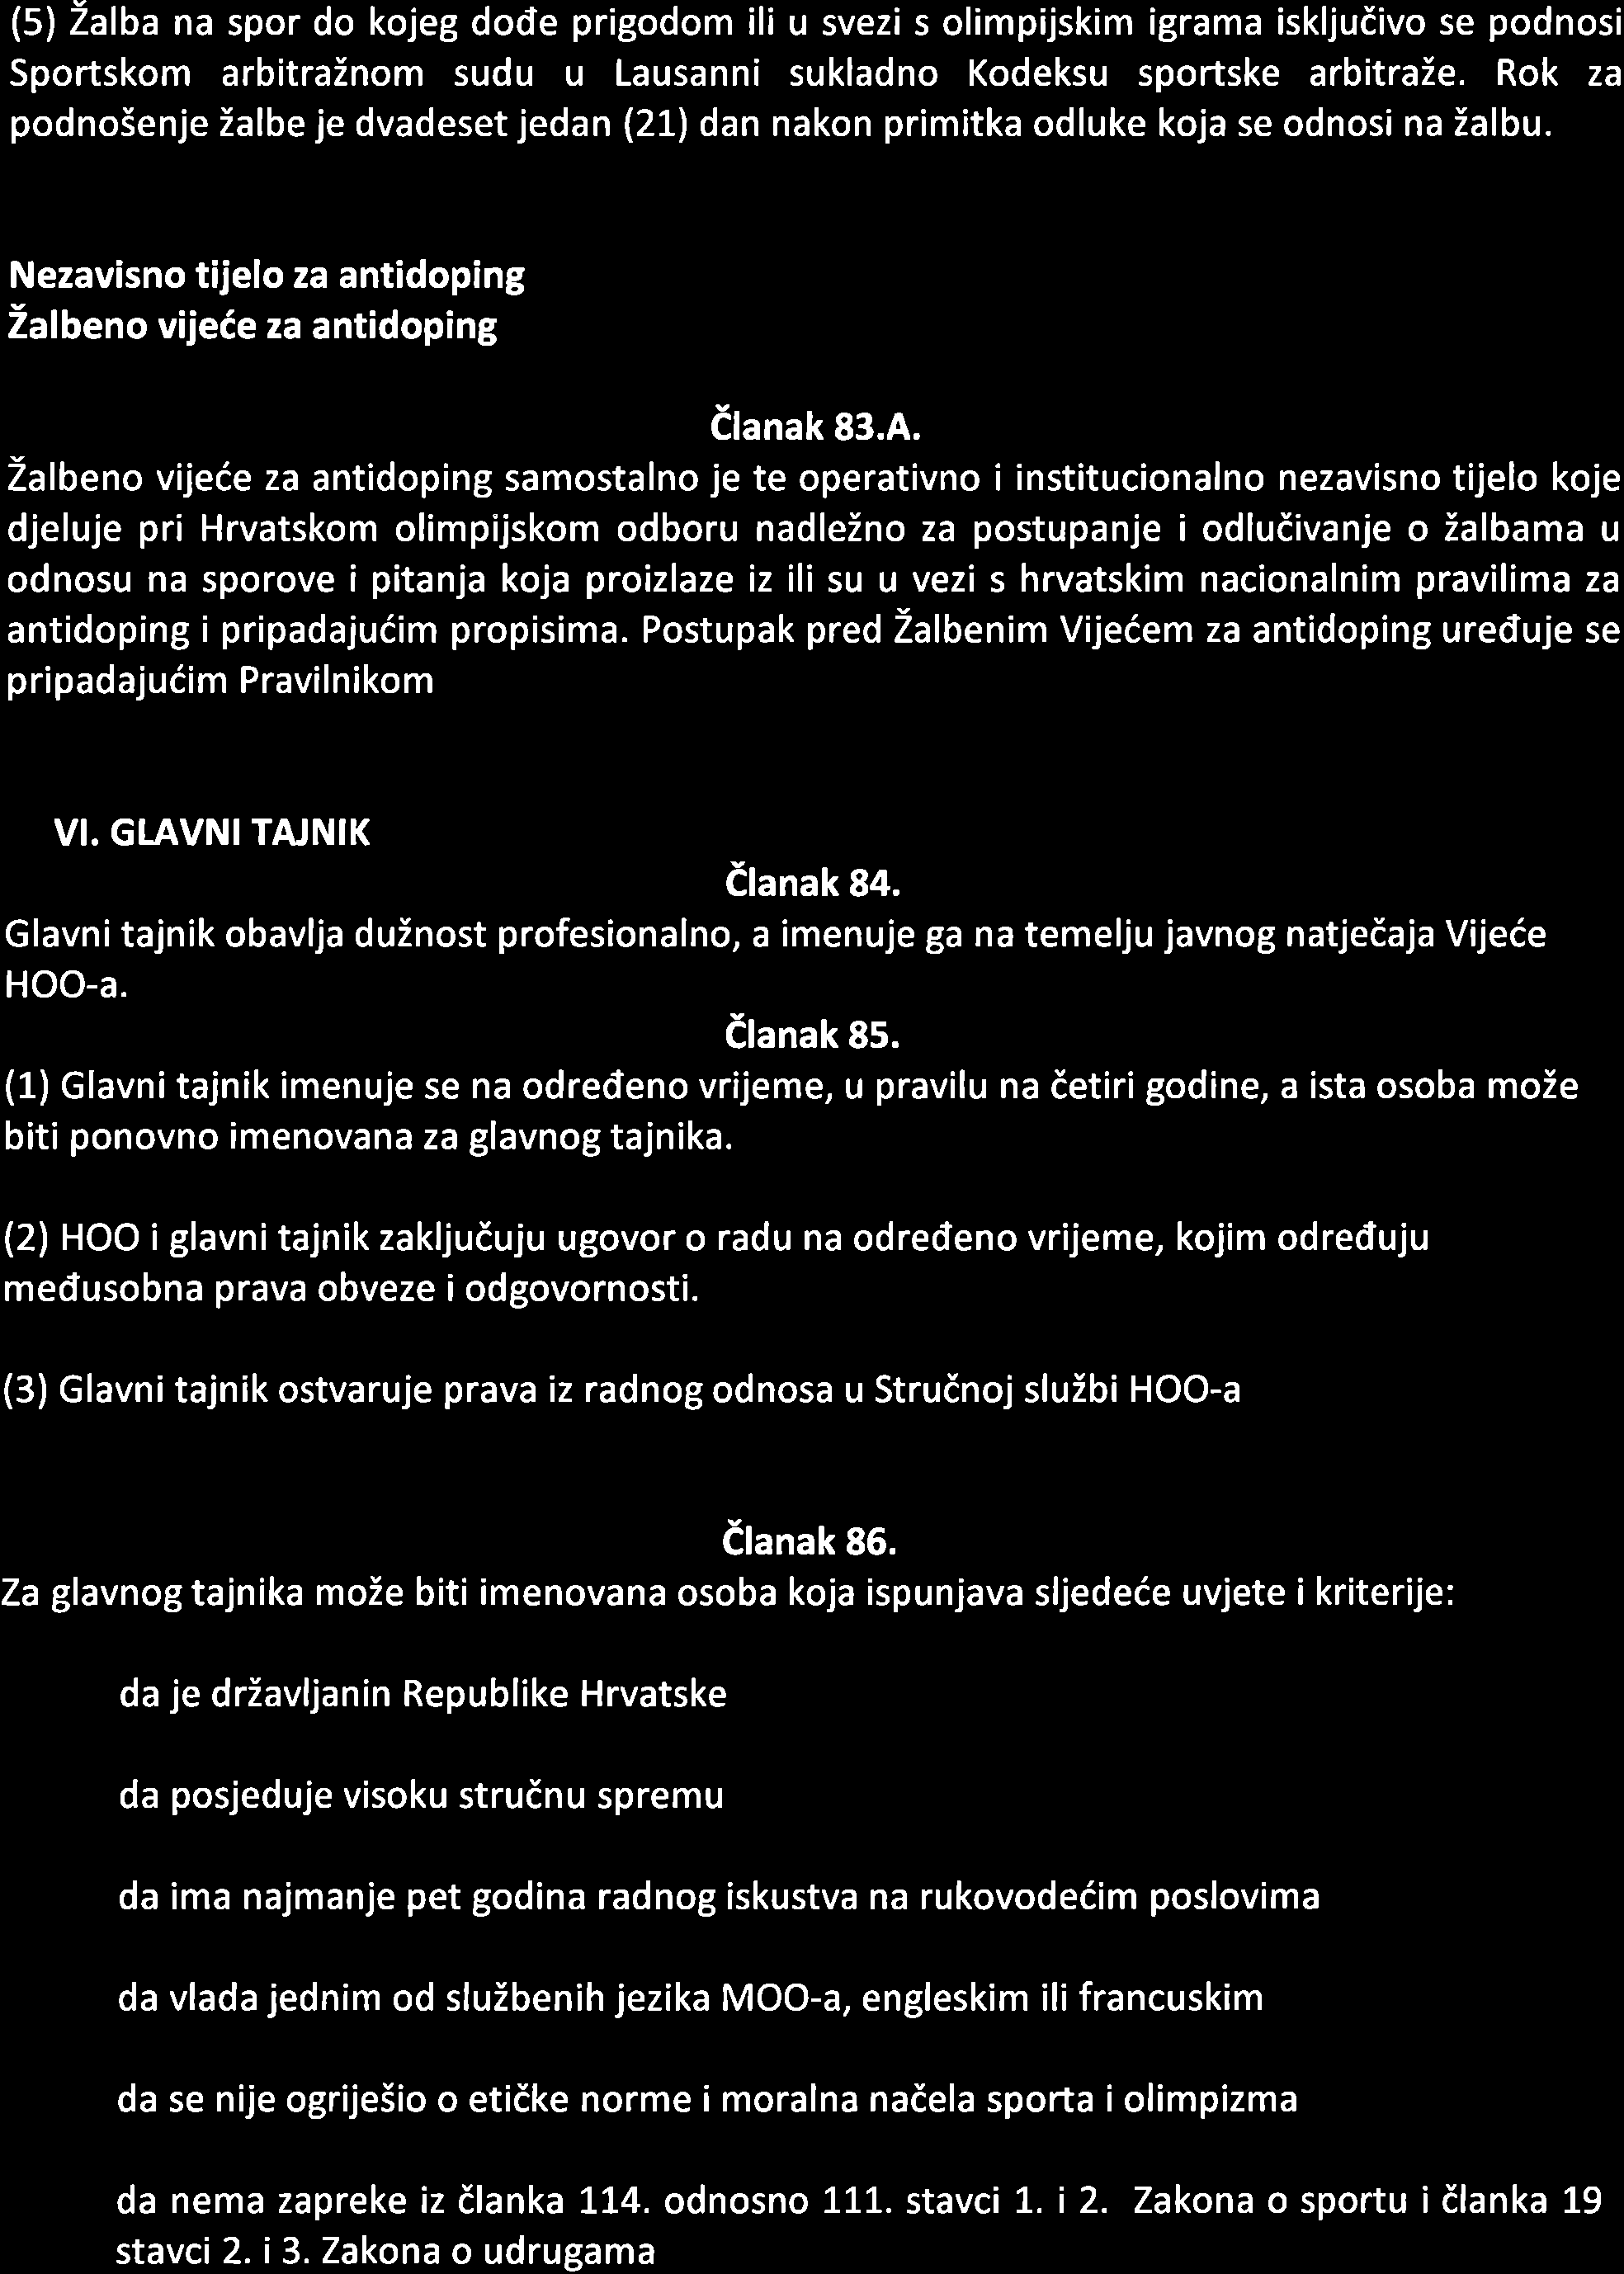 (5) Žalba na spor do kojeg dođe prigodom ili u svezi s olimpijskim igrama isključivo se podnosi
Sportskom arbitražnom sudu u Lausanni sukladno Kodeksu sportske arbitraže. Rok za
podnošenje žalbe je dvadeset jedan (21) dan nakon primitka odluke koja se odnosi na žalbu.
Nezavisno tijelo za antidoping
Žalbeno vijeće za antidoping
Članak 83.A.
Žalbeno vijeće za antidoping samostalno je te operativno i institucionalno nezavisno tijelo koje
djeluje pri Hrvatskom olimpijskom odboru nadležno za postupanje i odlučivanje o žalbama u
odnosu na sporove i pitanja koja proizlaze iz ili su u vezi s hrvatskim nacionalnim pravilima za
antidoping i pripadajućim propisima. Postupak pred Žalbenim Vijećem za antidoping uređuje se
pripadajućim Pravilnikom
VI. GLAVNI TAJNIK
Članak 84.
Glavni tajnik obavlja dužnost profesionalno, a imenuje ga na temelju javnog natječaja Vijeće
HOO-a.
Članak 85.
(1) Glavni tajnik imenuje se na određeno vrijeme, u pravilu na četiri godine, a ista osoba može
biti ponovno imenovana za glavnog tajnika.
(2) HOO i glavni tajnik zaključuju ugovor o radu na određeno vrijeme, kojim određuju
međusobna prava obveze i odgovornosti.
(3) Glavni tajnik ostvaruje prava iz radnog odnosa u Stručnoj službi HOO-a
Članak 86.
Za glavnog tajnika može biti imenovana osoba koja ispunjava sljedeće uvjete i kriterije:
da je državljanin Republike Hrvatske
da posjeduje visoku stručnu spremu
da ima najmanje pet godina radnog iskustva na rukovodećim poslovima
da vlada jednim od službenih jezika MOO-a, engleskim ili francuskim
da se nije ogriješio o etičke norme i moralna načela sporta i olimpizma
da nema zapreke iz članka 114. odnosno 111. stavci 1. i 2. Zakona o sportu i članka 19
stavci 2. i 3. Zakona o udrugama